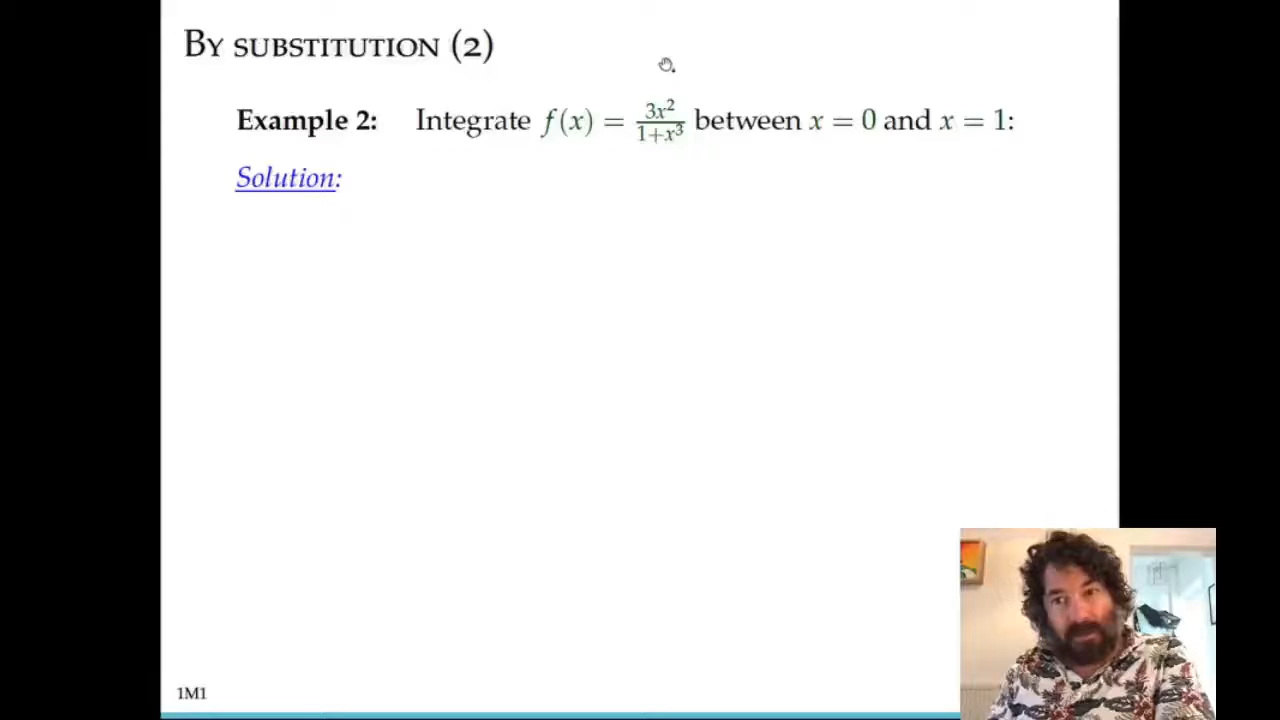 By substitution (2)
Example 2: Integrate f(x) = 3x²/1+x³ between x = 0 and x = 1:
Solution:
1M1